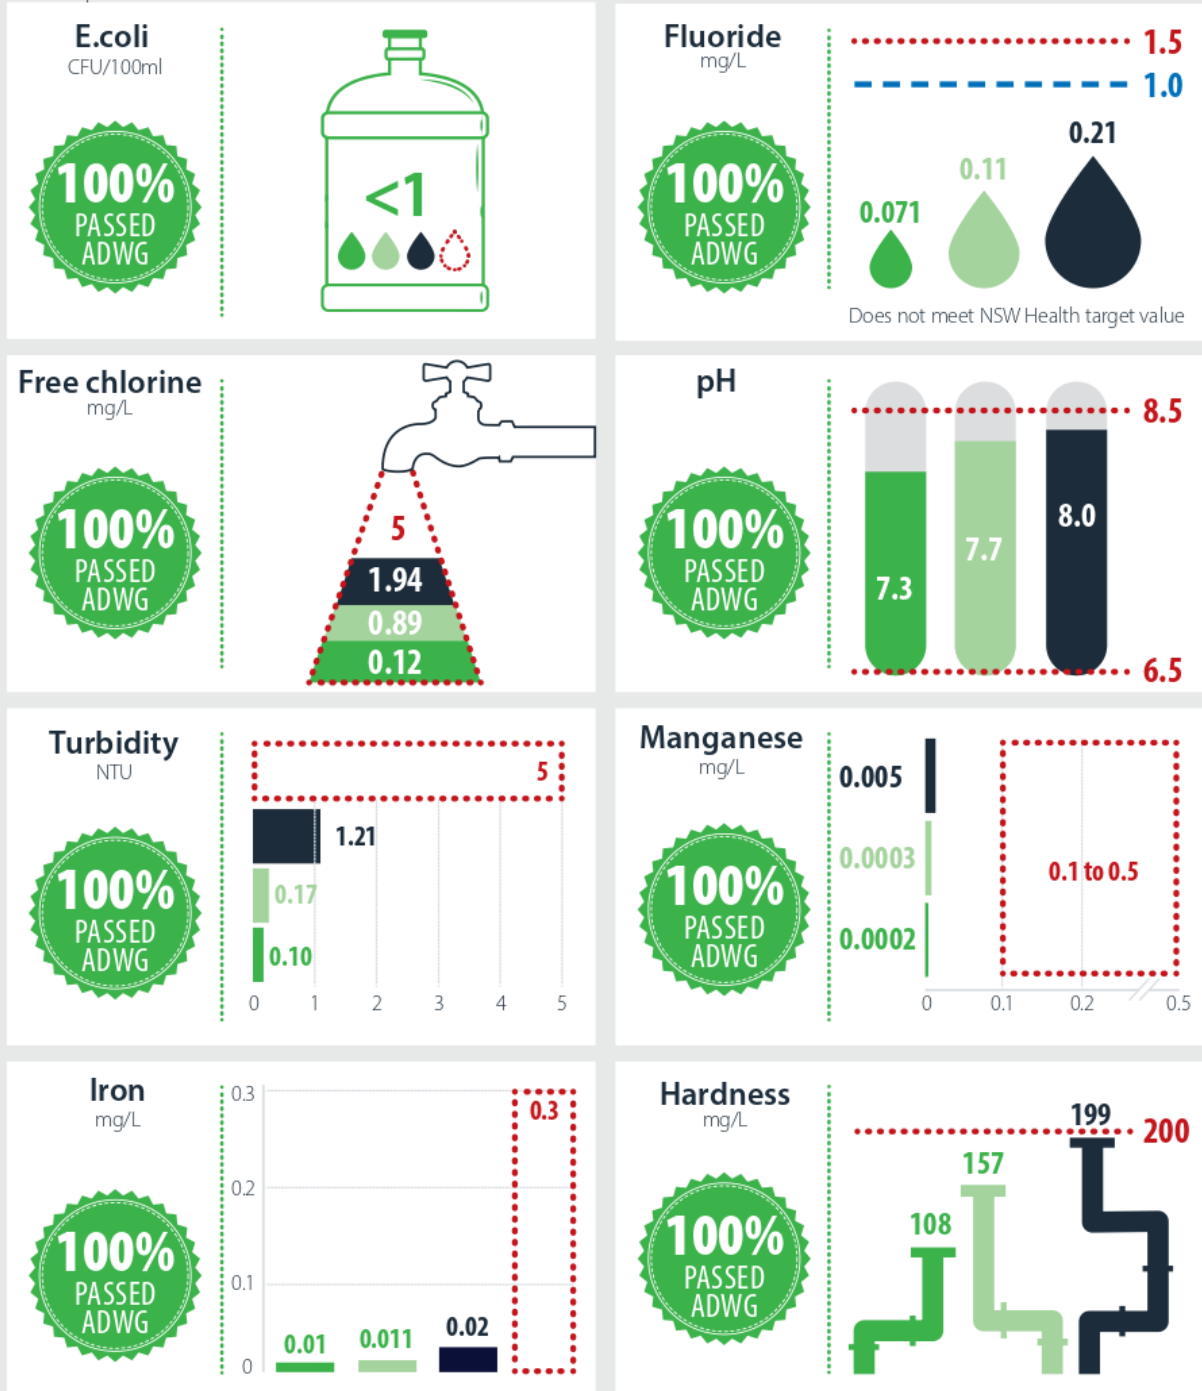 E.coli
CFU/100ml
100%
PASSED
ADWG
<1
Fluoride
mg/L
100%
PASSED
ADWG
1.5
1.0
0.21
0.11
0.071
Does not meet NSW Health target value
Free chlorine
mg/L
100%
PASSED
ADWG
5
1.94
0.89
0.12
pH
100%
PASSED
ADWG
8.5
8.0
7.7
7.3
6.5
Turbidity
NTU
100%
PASSED
ADWG
5
1.21
0.17
0.10
0 1 2 3 4 5
Manganese
mg/L
100%
PASSED
ADWG
0.005
0.0003
0.1 to 0.5
0.0002
0 0.1 0.2 0.5
Iron
mg/L
100%
PASSED
ADWG
0.3
0.3
0.2
0.1
0.02
0.011
0.01
0
Hardness
mg/L
100%
PASSED
ADWG
199
200
157
108